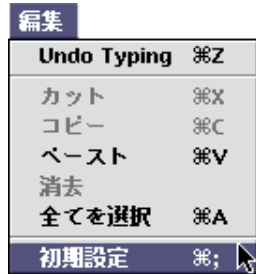 編集
Undo Typing ⌘Z
カット ⌘X
コピー ⌘C
ペースト ⌘V
消去
全てを選択 ⌘A
初期設定 ⌘;